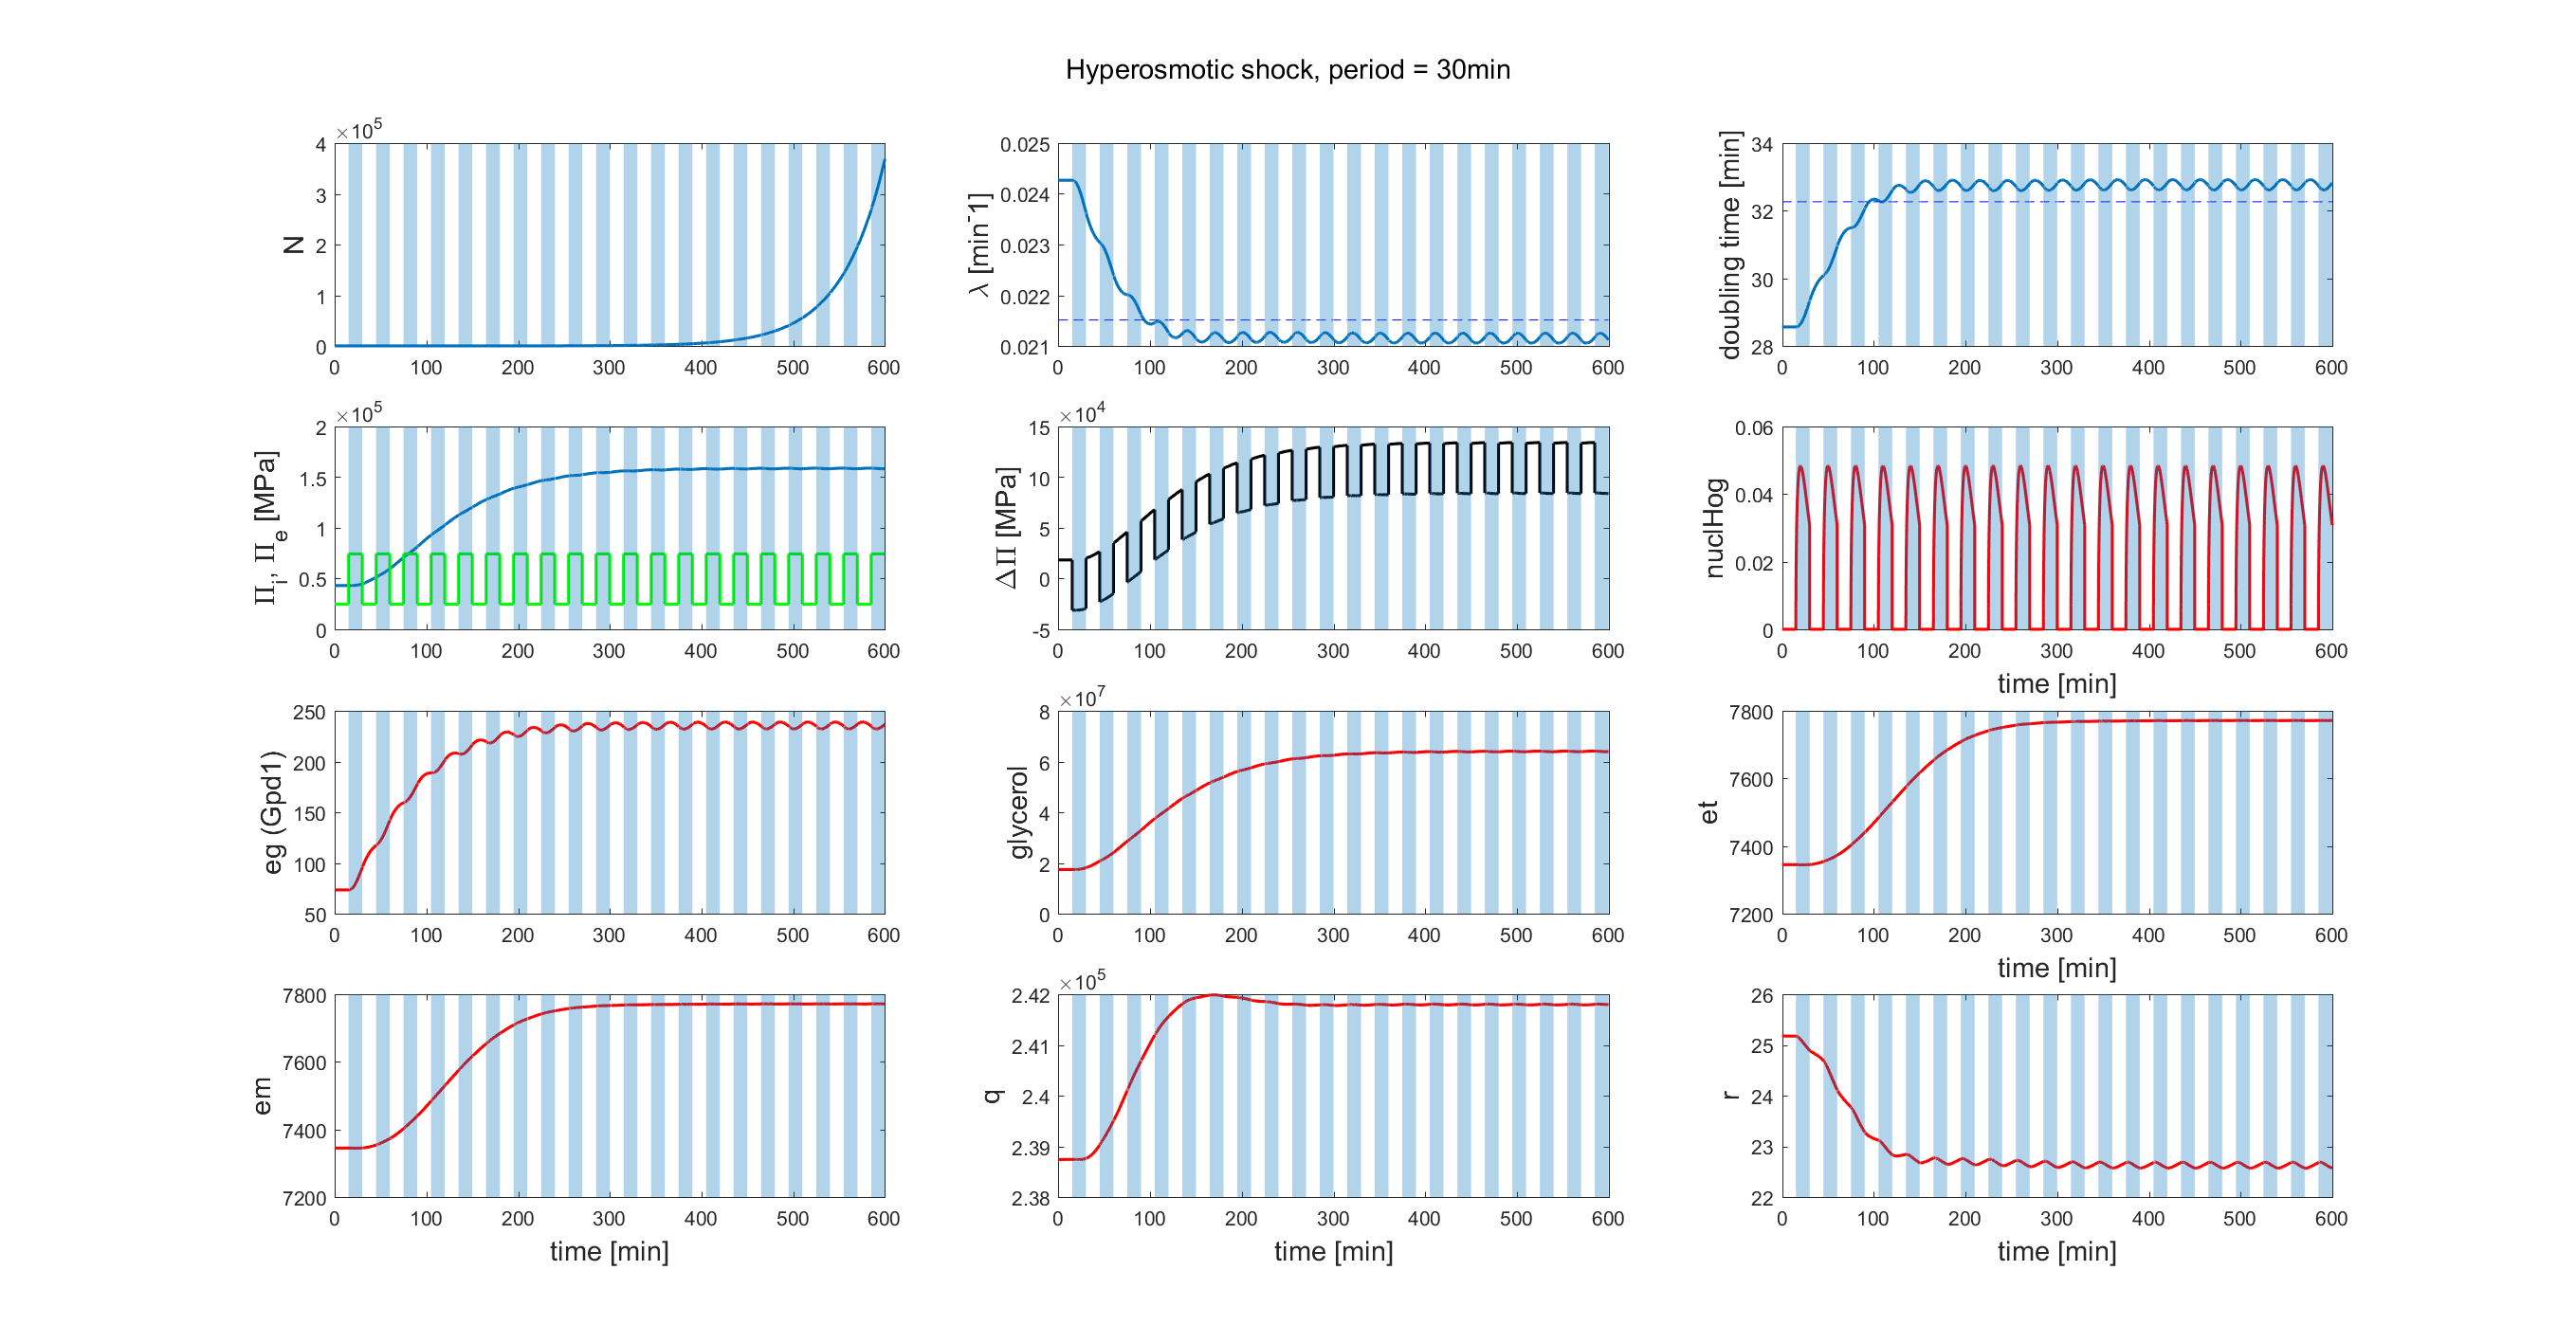 Hyperosmotic shock, period = 30min
×10^5
N
4
3
2
1
0
0 100 200 300 400 500 600
λ [min^-1]
0.025
0.024
0.023
0.022
0.021
0 100 200 300 400 500 600
doubling time [min]
34
32
30
28
0 100 200 300 400 500 600
×10^5
Π_i, Π_e [MPa]
2
1.5
1
0.5
0
0 100 200 300 400 500 600
×10^4
ΔΠ [MPa]
15
10
5
0
-5
0 100 200 300 400 500 600
nuclHog
0.06
0.04
0.02
0
0 100 200 300 400 500 600
time [min]
eg (Gpd1)
250
200
150
100
50
0 100 200 300 400 500 600
×10^7
glycerol
8
6
4
2
0
0 100 200 300 400 500 600
et
7800
7600
7400
7200
0 100 200 300 400 500 600
time [min]
em
7800
7600
7400
7200
0 100 200 300 400 500 600
time [min]
×10^5
q
2.42
2.41
2.4
2.39
2.38
0 100 200 300 400 500 600
time [min]
r
26
25
24
23
22
0 100 200 300 400 500 600
time [min]